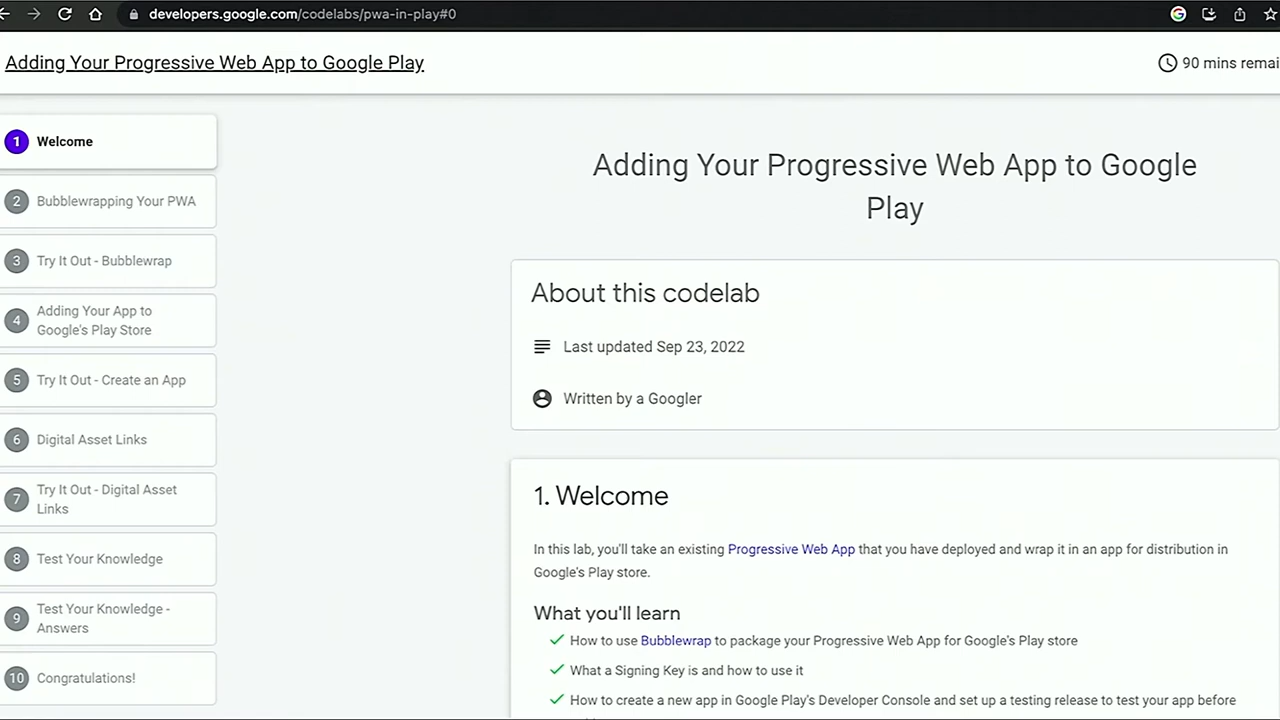 developers.google.com/codelabs/pwa-in-play#0
Adding Your Progressive Web App to Google Play
90 mins remai
1 Welcome
2 Bubblewrapping Your PWA
3 Try It Out - Bubblewrap
4 Adding Your App to
Google's Play Store
5 Try It Out - Create an App
6 Digital Asset Links
7 Try It Out - Digital Asset
Links
8 Test Your Knowledge
9 Test Your Knowledge -
Answers
10 Congratulations!
Adding Your Progressive Web App to Google
Play
About this codelab
Last updated Sep 23, 2022
Written by a Googler
1. Welcome
In this lab, you'll take an existing Progressive Web App that you have deployed and wrap it in an app for distribution in
Google's Play store.
What you'll learn
How to use Bubblewrap to package your Progressive Web App for Google's Play store
What a Signing Key is and how to use it
How to create a new app in Google Play's Developer Console and set up a testing release to test your app before